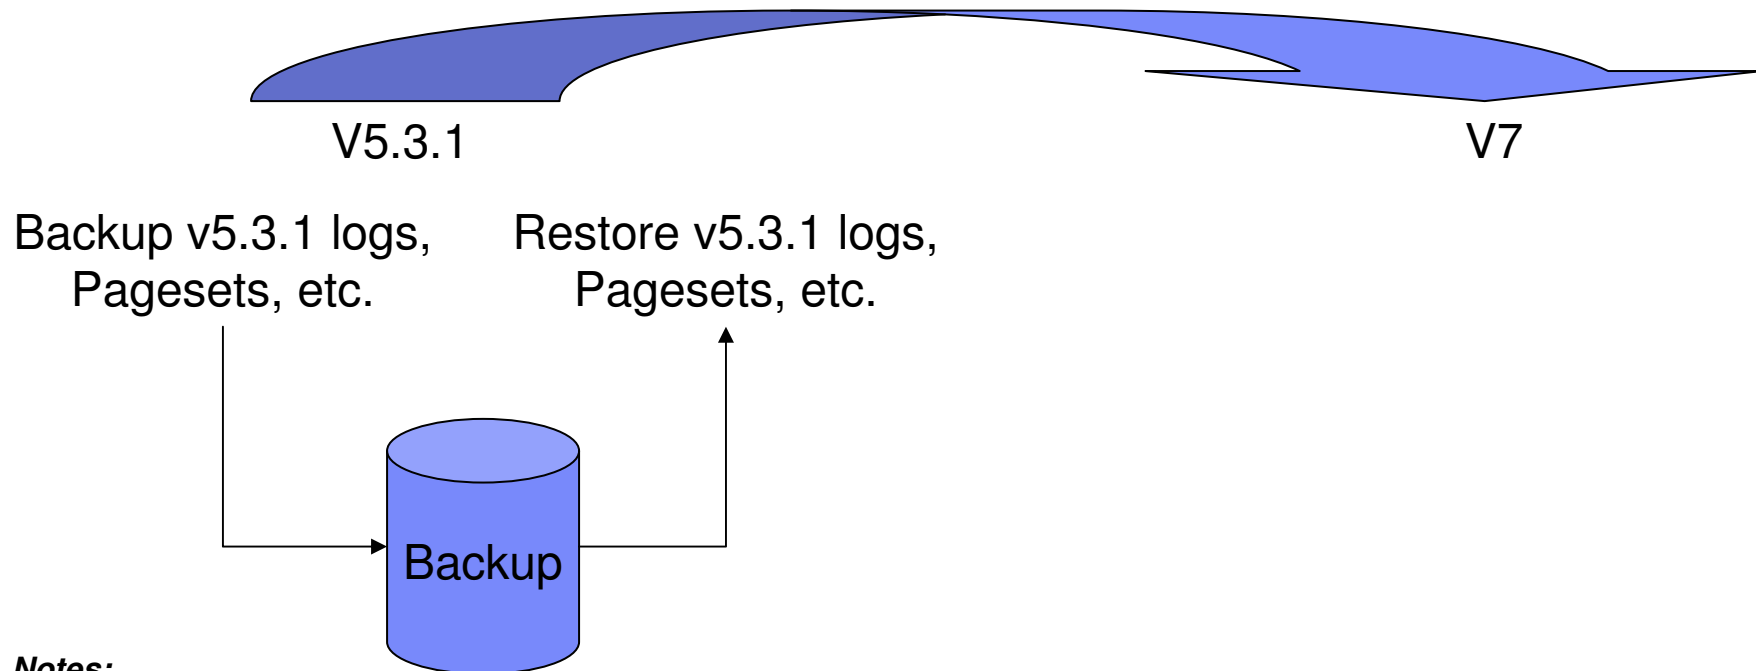 V5.3.1
V7
Backup v5.3.1 logs,
Pagesets, etc.
Restore v5.3.1 logs,
Pagesets, etc.
Backup
Notes: